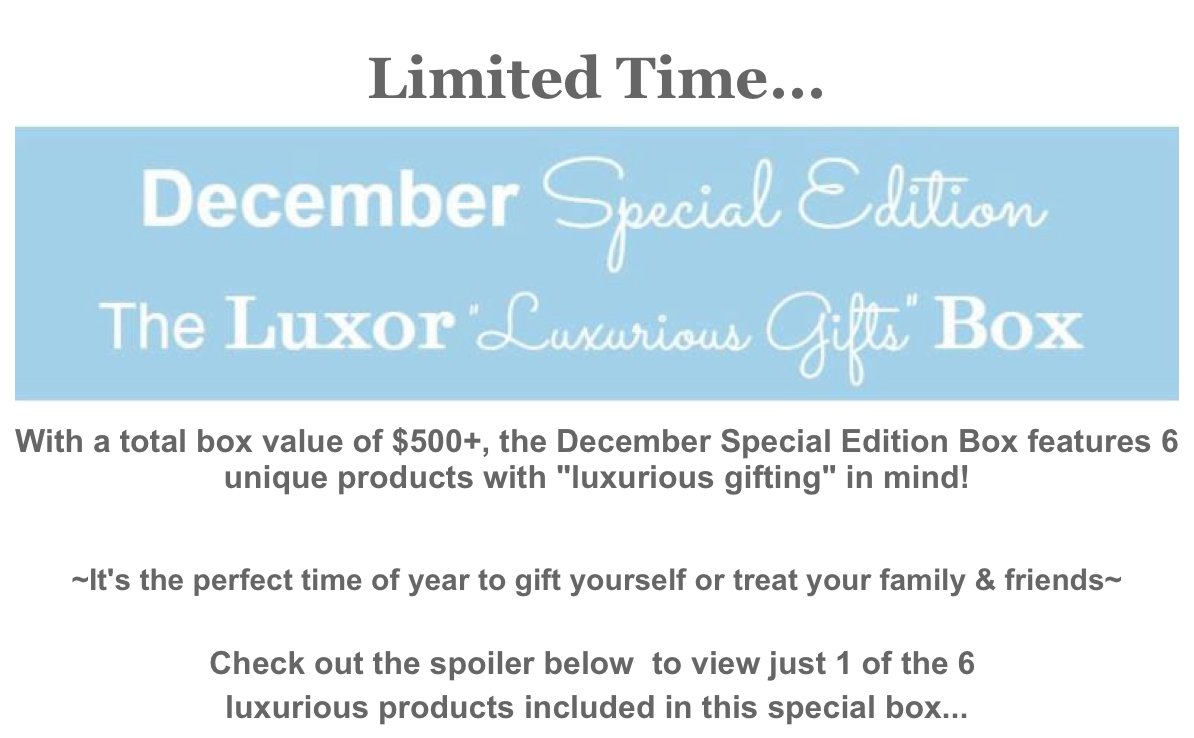 Limited Time...
December Special Edition
The Luxor "Luxurious Gifts" Box
With a total box value of $500+, the December Special Edition Box features 6
unique products with "luxurious gifting" in mind!
~It's the perfect time of year to gift yourself or treat your family & friends~
Check out the spoiler below  to view just 1 of the 6
luxurious products included in this special box...